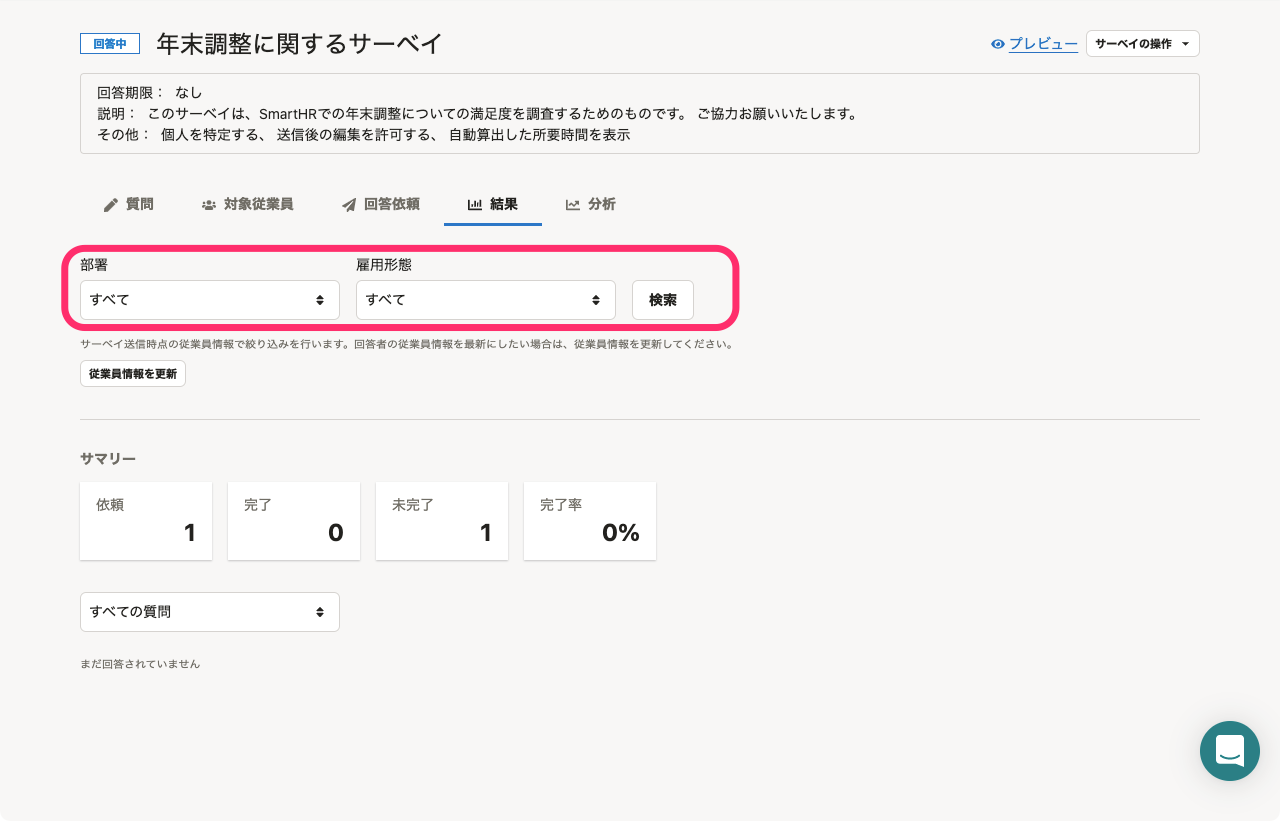 回答中 年末調整に関するサーベイ プレビュー サーベイの操作
回答期限： なし
説明： このサーベイは、SmartHRでの年末調整についての満足度を調査するためのものです。 ご協力お願いいたします。
その他： 個人を特定する、 送信後の編集を許可する、 自動算出した所要時間を表示
質問 対象従業員 回答依頼 結果 分析
部署 雇用形態
すべて すべて 検索
サーベイ送信時点の従業員情報で絞り込みを行います。回答者の従業員情報を最新にしたい場合は、従業員情報を更新してください。
従業員情報を更新
サマリー
依頼 完了 未完了 完了率
1 0 1 0%
すべての質問
まだ回答されていません